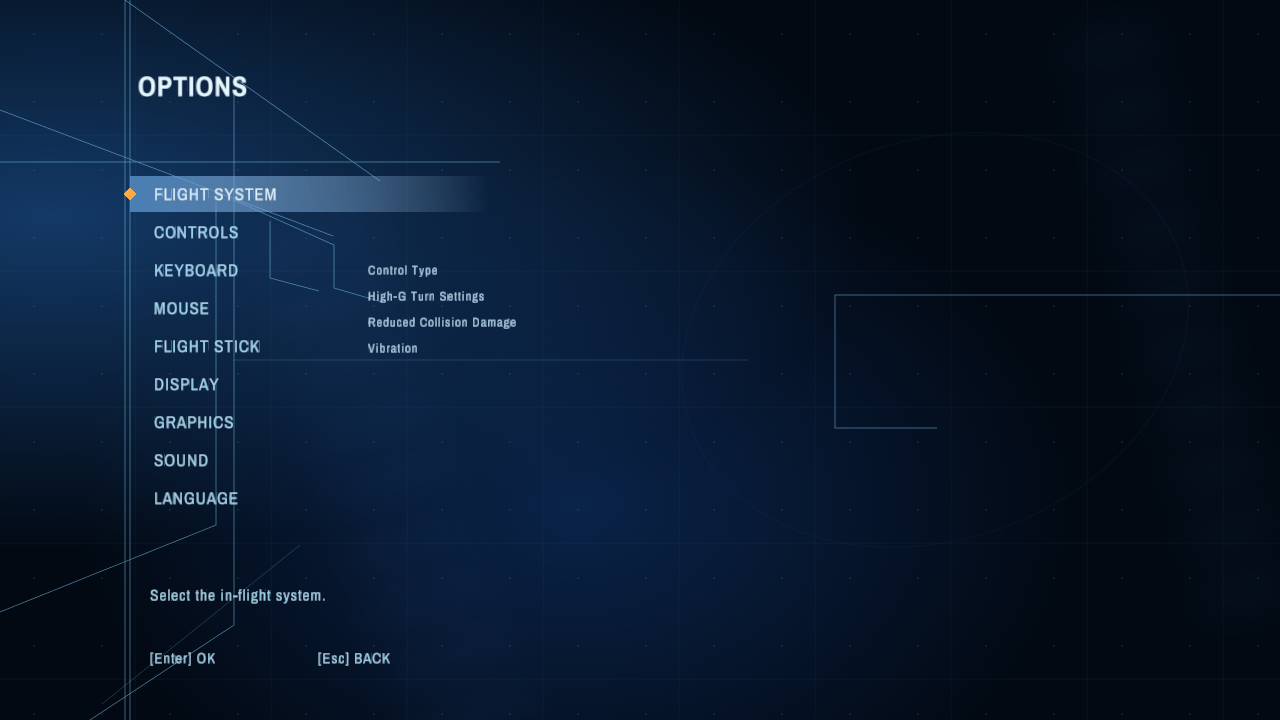 OPTIONS
FLIGHT SYSTEM
CONTROLS
KEYBOARD
MOUSE
FLIGHT STICK
DISPLAY
GRAPHICS
SOUND
LANGUAGE
Control Type
High-G Turn Settings
Reduced Collision Damage
Vibration
Select the in-flight system.
[Enter] OK
[Esc] BACK